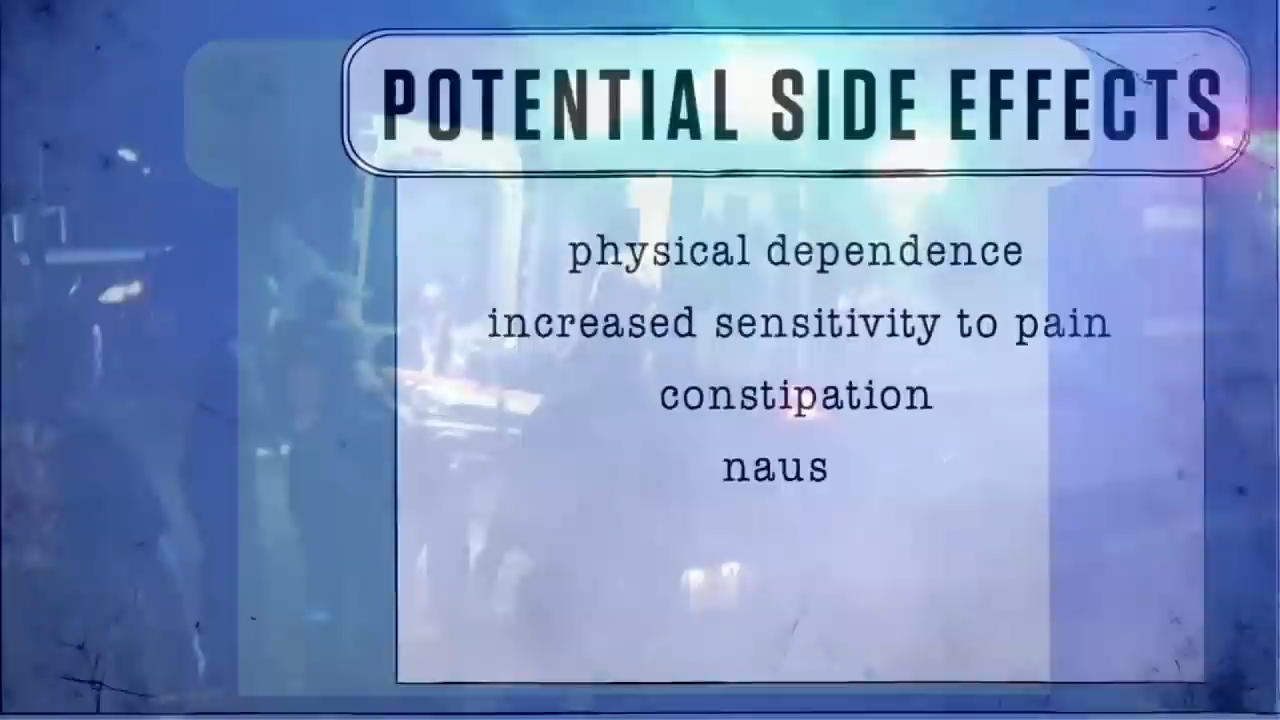 POTENTIAL SIDE EFFECTS
physical dependence
increased sensitivity to pain
constipation
naus